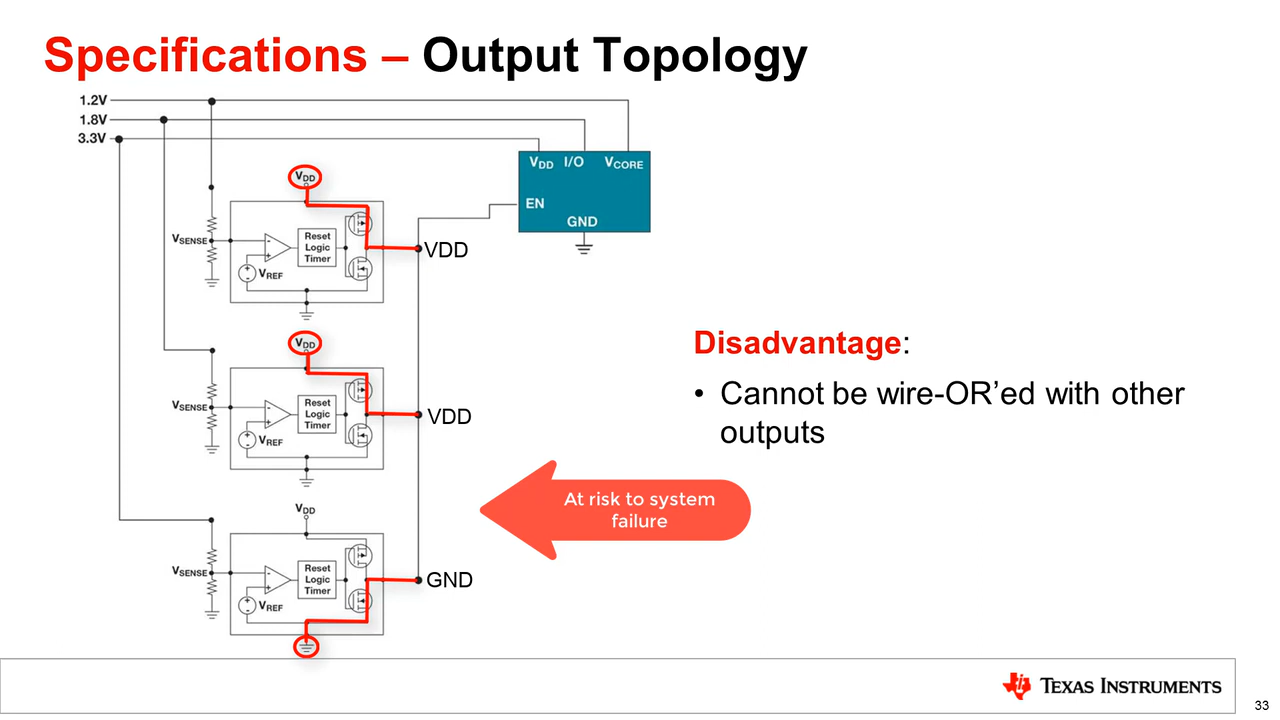 Specifications – Output Topology
1.2V
1.8V
3.3V
VDD I/O VCORE
EN
GND
VDD
VSENSE
Reset
Logic
Timer
VREF
VDD
VDD
VSENSE
Reset
Logic
Timer
VREF
VDD
VDD
VSENSE
Reset
Logic
Timer
VREF
GND
Disadvantage:
• Cannot be wire-OR’ed with other
outputs
At risk to system
failure
TEXAS INSTRUMENTS
33